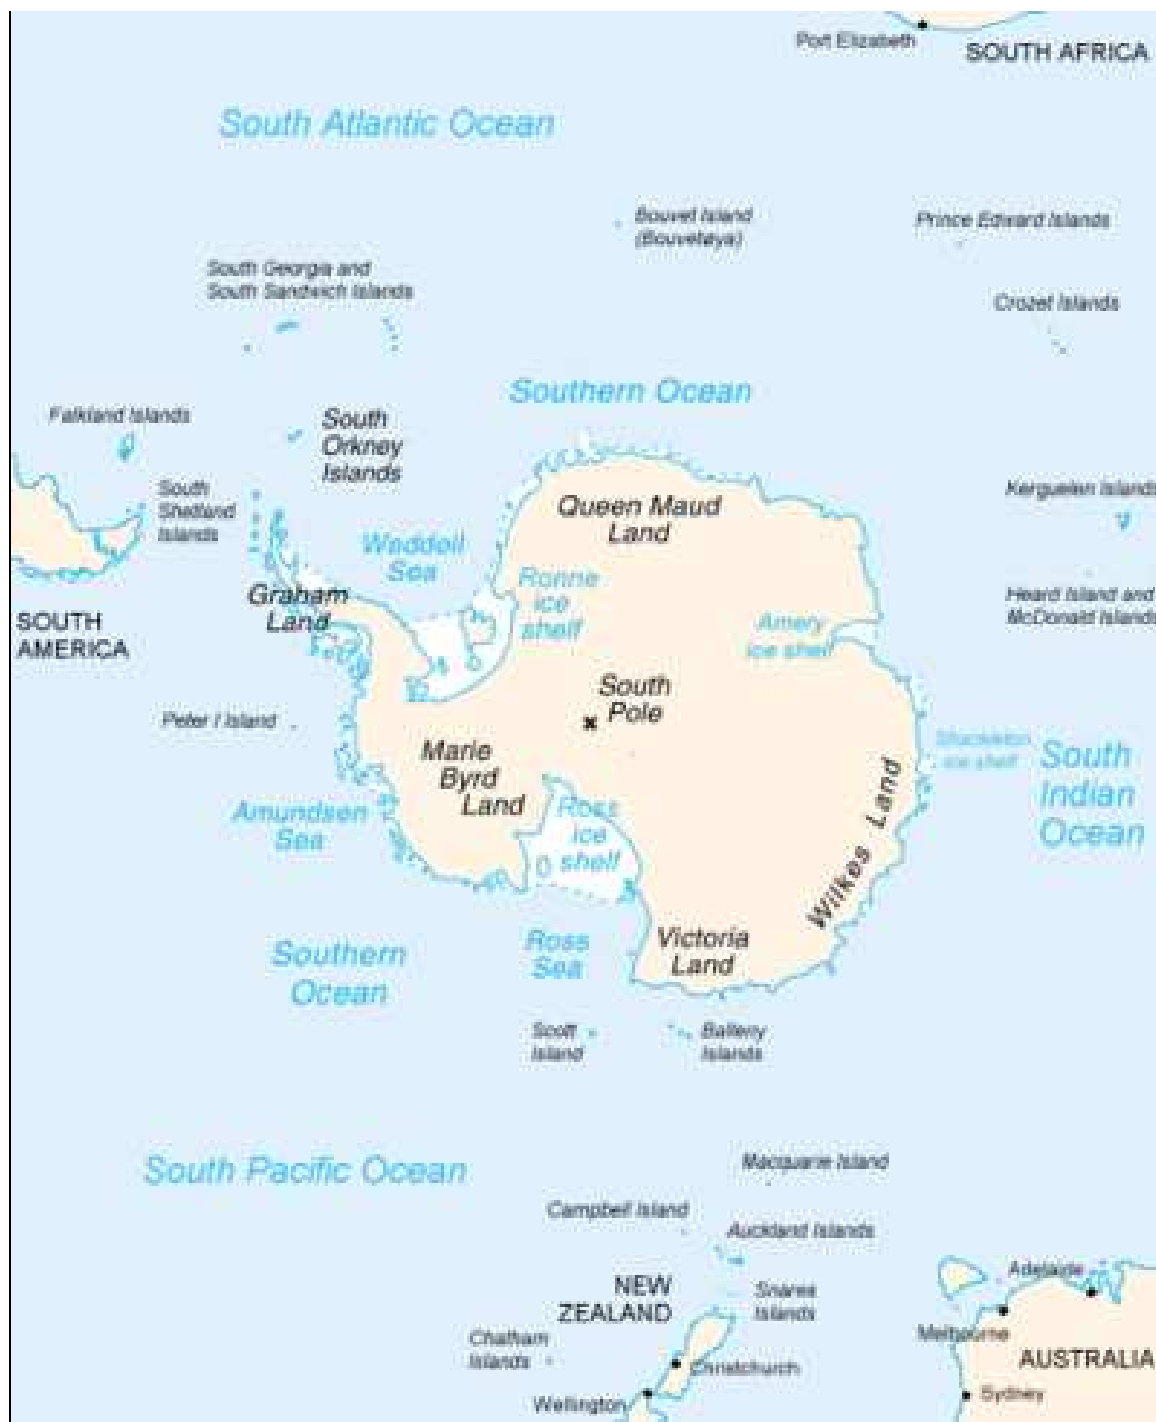 Port Elizabeth
SOUTH AFRICA
South Atlantic Ocean
Bouvet Island
(Bouvetøya)
Prince Edward Islands
South Georgia and
South Sandwich Islands
Crozet Islands
Southern Ocean
Falkland Islands
South
Orkney
Islands
South
Shetland
Islands
Kerguelen Islands
Queen Maud
Land
Weddell
Sea
Ronne
ice
shelf
Graham
Land
Heard Island and
McDonald Islands
SOUTH
AMERICA
Amery
ice shelf
South
Pole
Peter I Island
Marie
Byrd
Land
Shackleton
ice shelf
South
Indian
Ocean
Amundsen
Sea
Ross
ice
shelf
Wilkes Land
Southern
Ocean
Ross
Sea
Victoria
Land
Scott
Island
Balleny
Islands
South Pacific Ocean
Macquarie Island
Campbell Island
Auckland Islands
NEW
ZEALAND
Snares
Islands
Adelaide
Melbourne
Chatham
Islands
Christchurch
AUSTRALIA
Wellington
Sydney